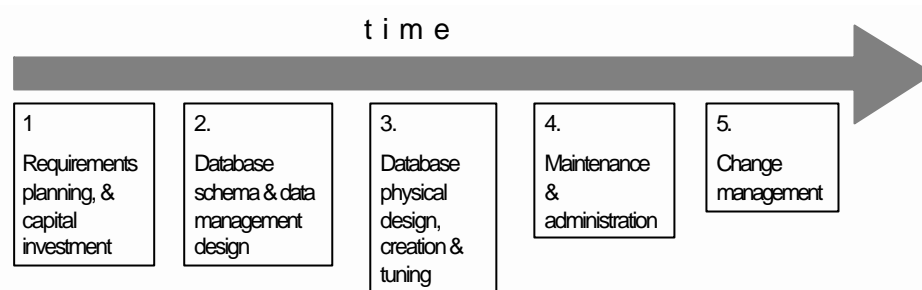 time
1
Requirements
planning, &
capital
investment
2.
Database
schema & data
management
design
3.
Database
physical
design,
creation &
tuning
4.
Maintenance
&
administration
5.
Change
management